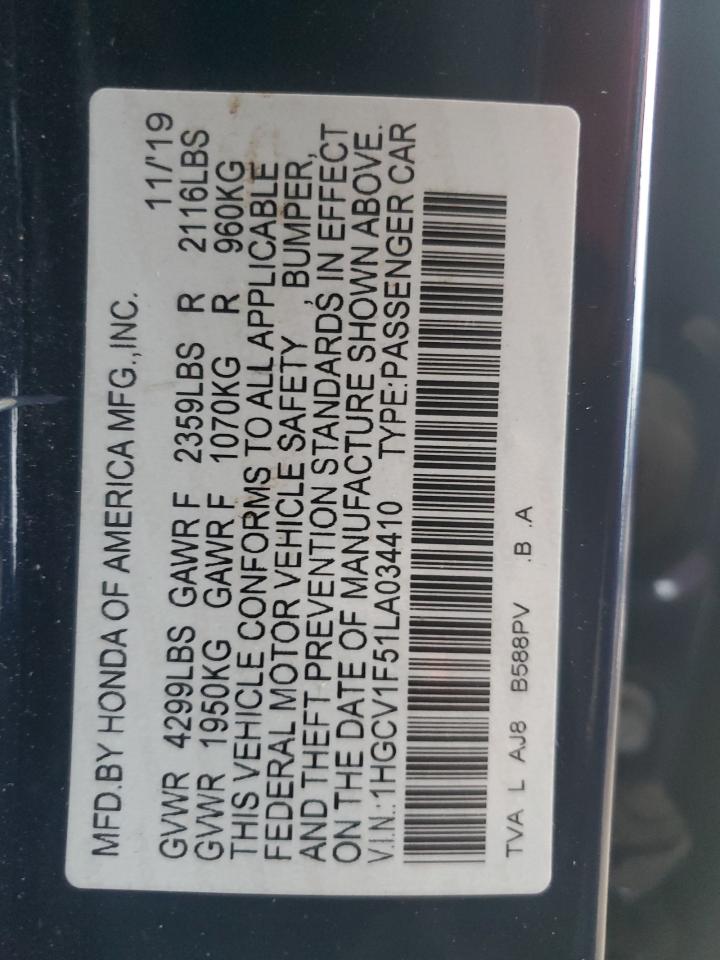 MFD.BY HONDA OF AMERICA MFG.,INC. 11/'19
GVWR 4299LBS GAWR F 2359LBS R 2116LBS
GVWR 1950KG GAWR F 1070KG R 960KG
THIS VEHICLE CONFORMS TO ALL APPLICABLE
FEDERAL MOTOR VEHICLE SAFETY , BUMPER,
AND THEFT PREVENTION STANDARDS IN EFFECT
ON THE DATE OF MANUFACTURE SHOWN ABOVE.
V.I.N.:1HGCV1F51LA034410 TYPE:PASSENGER CAR
TVA L AJ8 B588PV .B .A